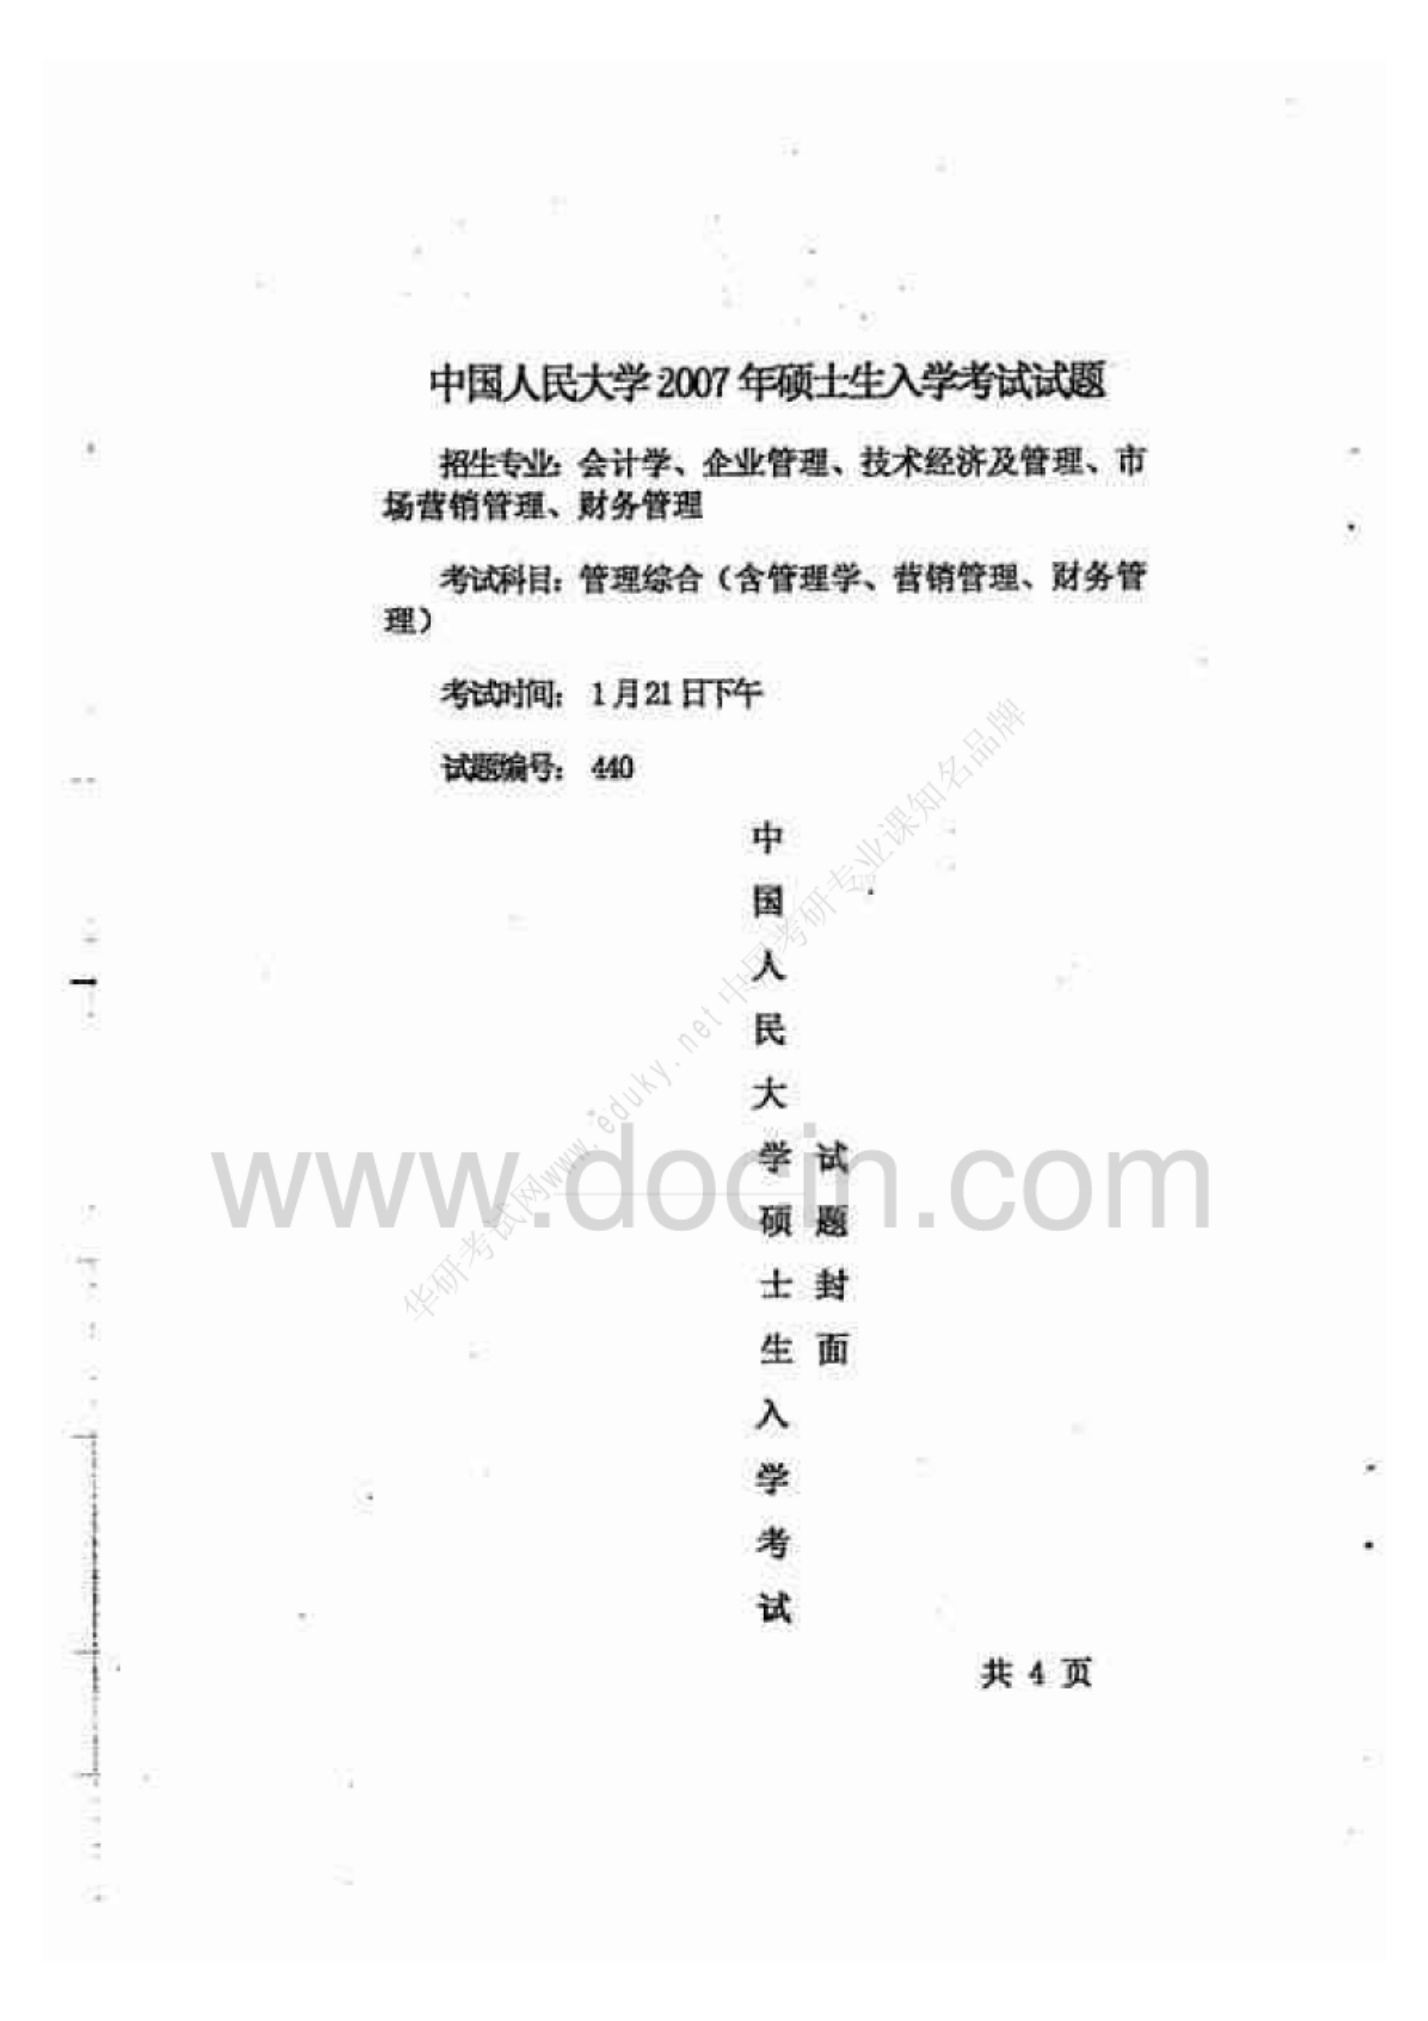 中国人民大学2007年硕士生入学考试试题
招生专业：会计学、企业管理、技术经济及管理、市
场营销管理、财务管理
考试科目：管理综合（含管理学、营销管理、财务管
理）
考试时间： 1月21日下午
试题编号： 440
中国人民大学硕士生入学考试
试题封面
共 4 页
华研考试网www.eduky.net 中国考研专业课知名品牌
www.docin.com